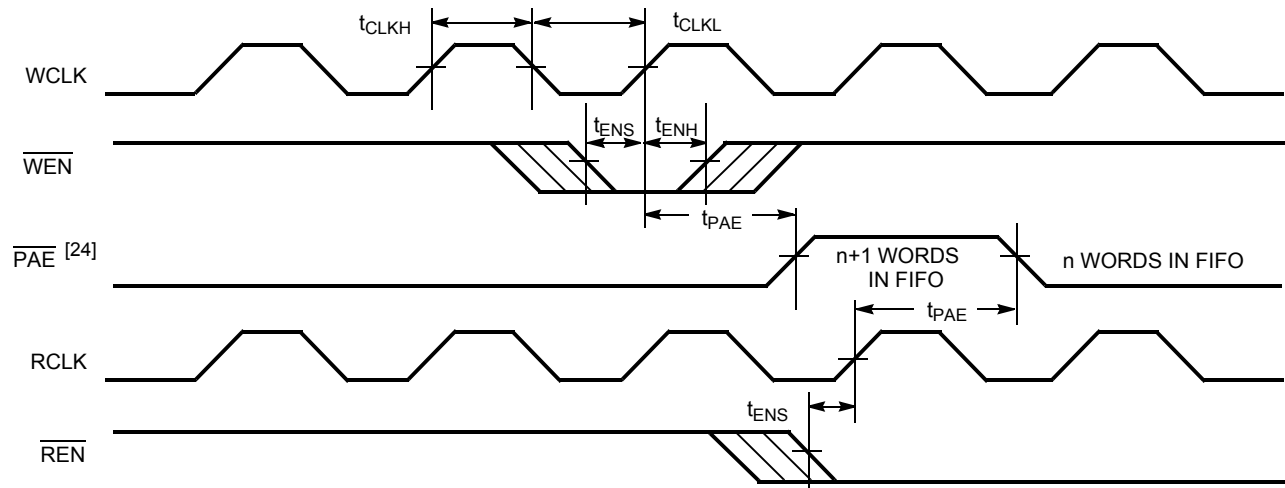 tCLKH
tCLKL
WCLK
tENS
tENH
WEN
tPAE
PAE [24]
n+1 WORDS
IN FIFO
n WORDS IN FIFO
tPAE
RCLK
tENS
REN